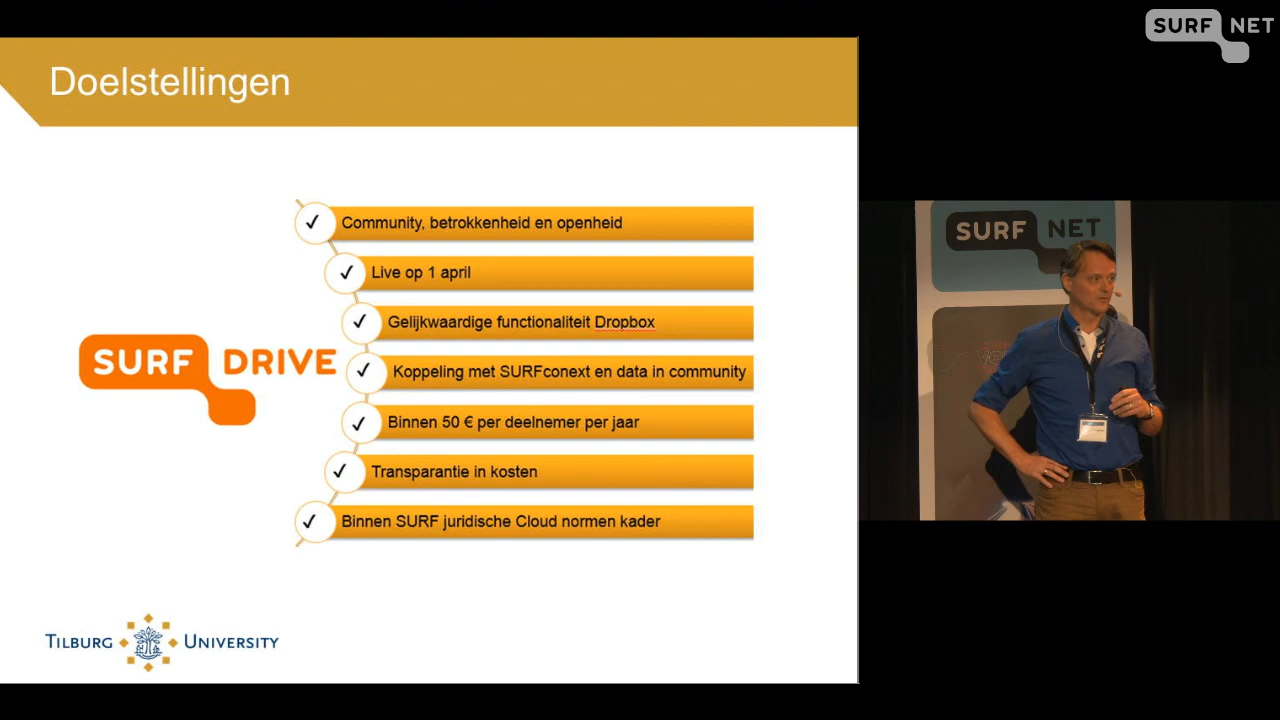 SURF NET
Doelstellingen
Community, betrokkenheid en openheid
Live op 1 april
Gelijkwaardige functionaliteit Dropbox
Koppeling met SURFconext en data in community
Binnen 50 € per deelnemer per jaar
Transparantie in kosten
Binnen SURF juridische Cloud normen kader
SURF DRIVE
TILBURG UNIVERSITY
SURF NET